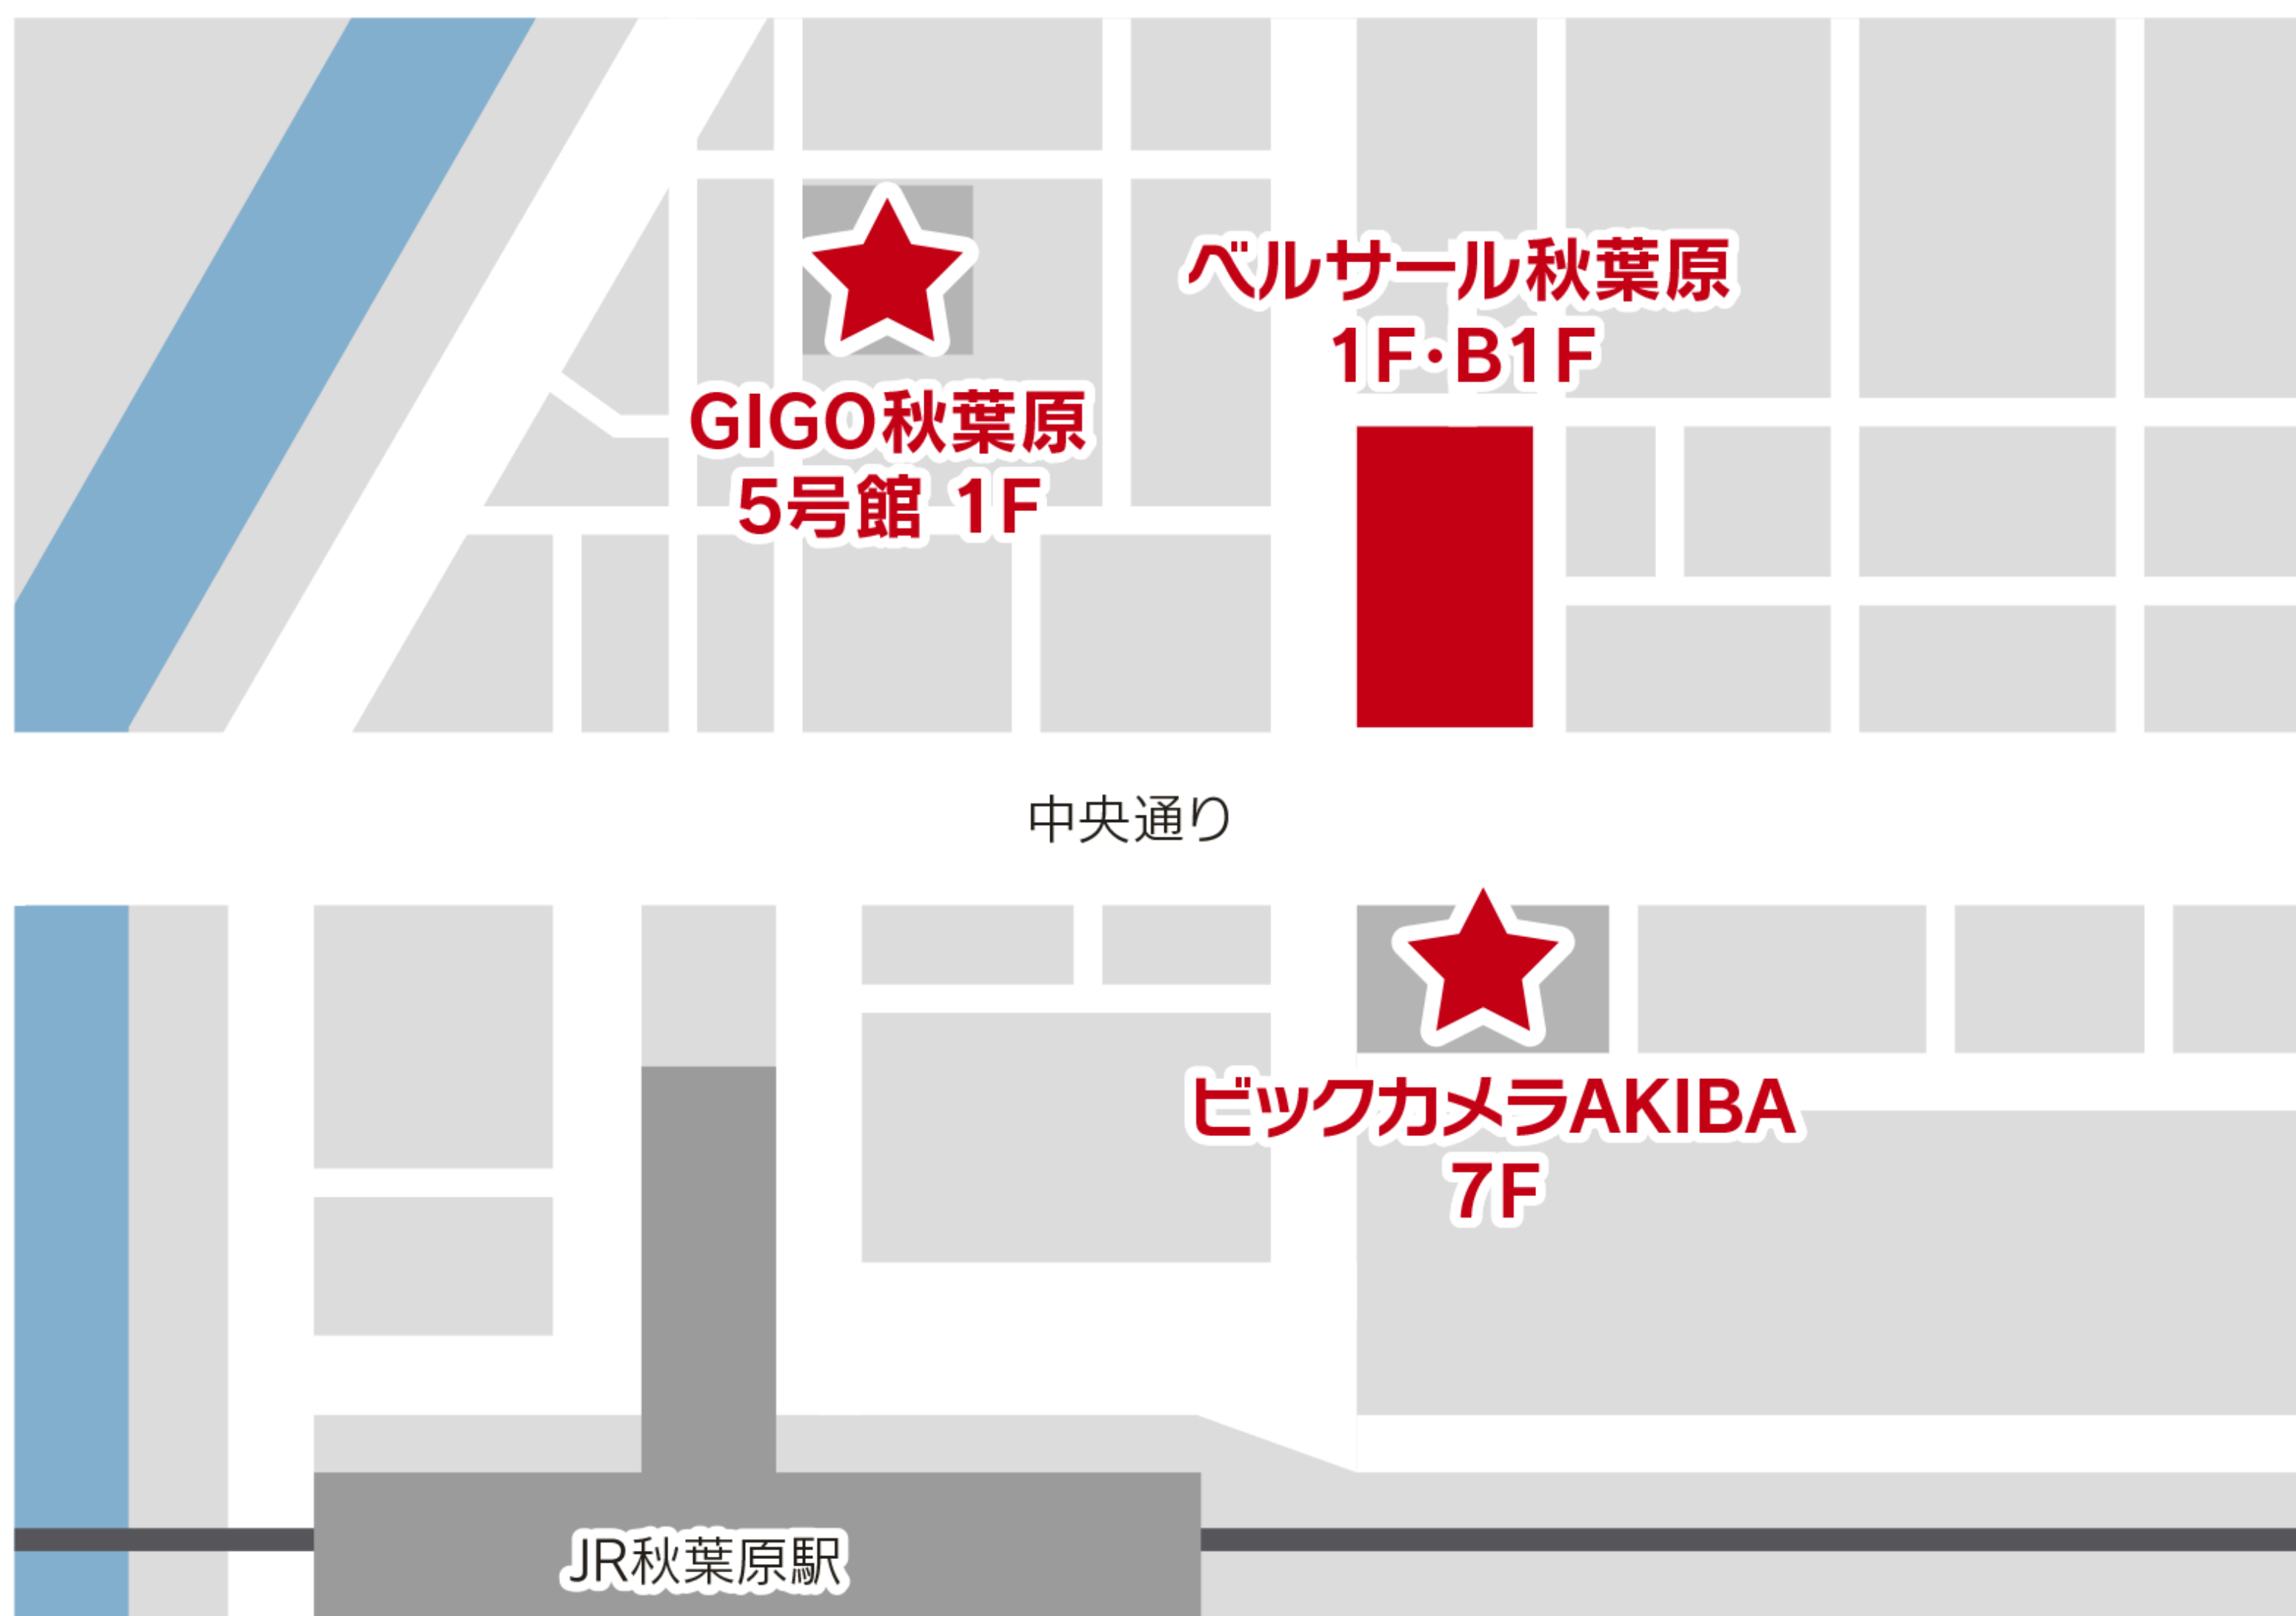 ベルサール秋葉原
1F・B1F
GIGO秋葉原
5号館 1F
中央通り
ビックカメラAKIBA
7F
JR秋葉原駅